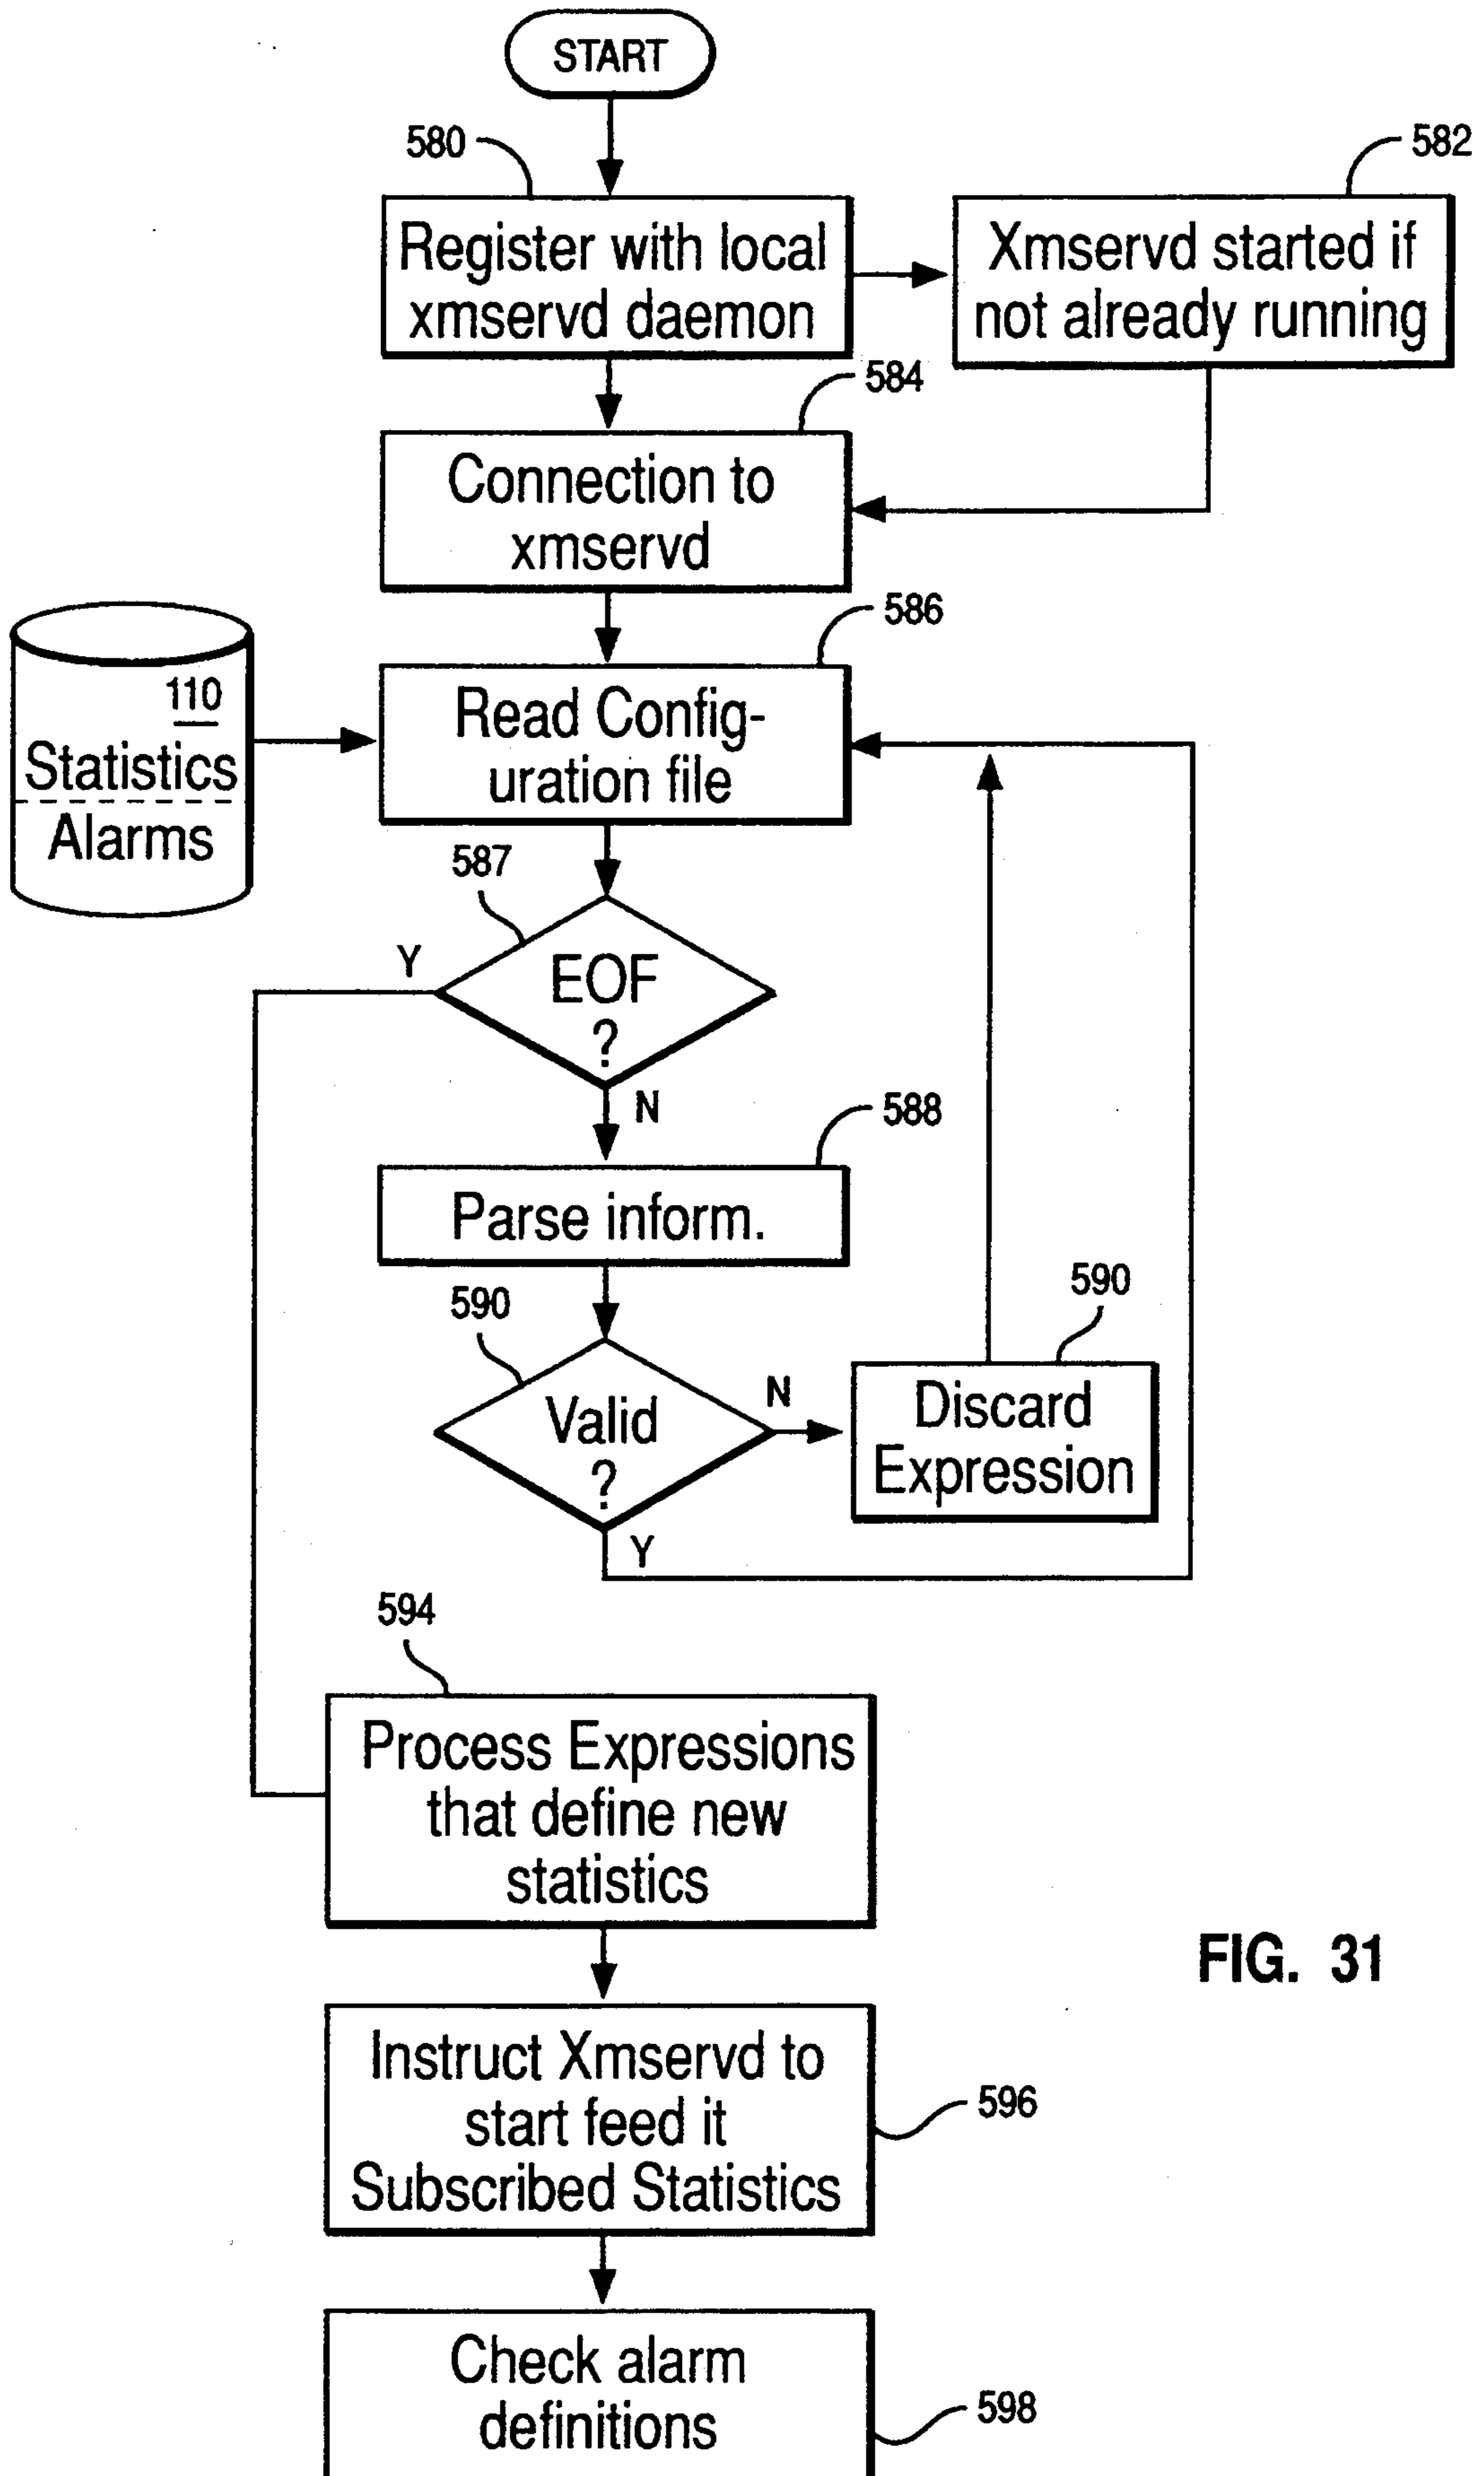 START
580
582
Register with local
xmservd daemon
Xmservd started if
not already running
584
Connection to
xmservd
586
110
Statistics
Alarms
Read Config-
uration file
587
Y
EOF
?
N
588
Parse inform.
590
590
Valid
?
N
Discard
Expression
Y
594
Process Expressions
that define new
statistics
FIG. 31
Instruct Xmservd to
start feed it
Subscribed Statistics
596
Check alarm
definitions
598